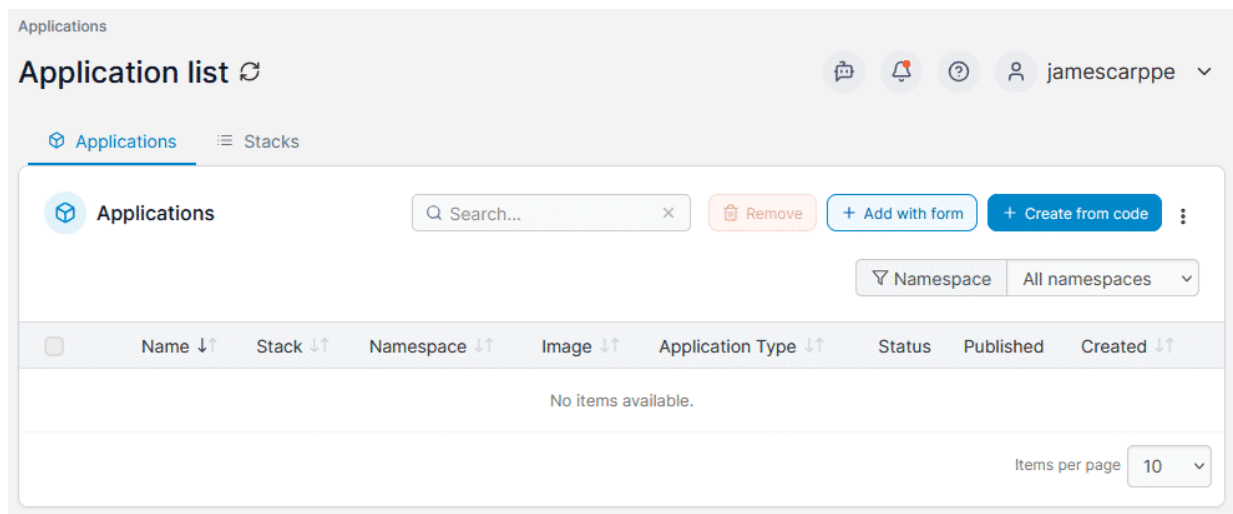 Applications
Application list
jamescarppe
Applications Stacks
Applications Search... Remove + Add with form + Create from code
Namespace All namespaces
Name Stack Namespace Image Application Type Status Published Created
No items available.
Items per page 10